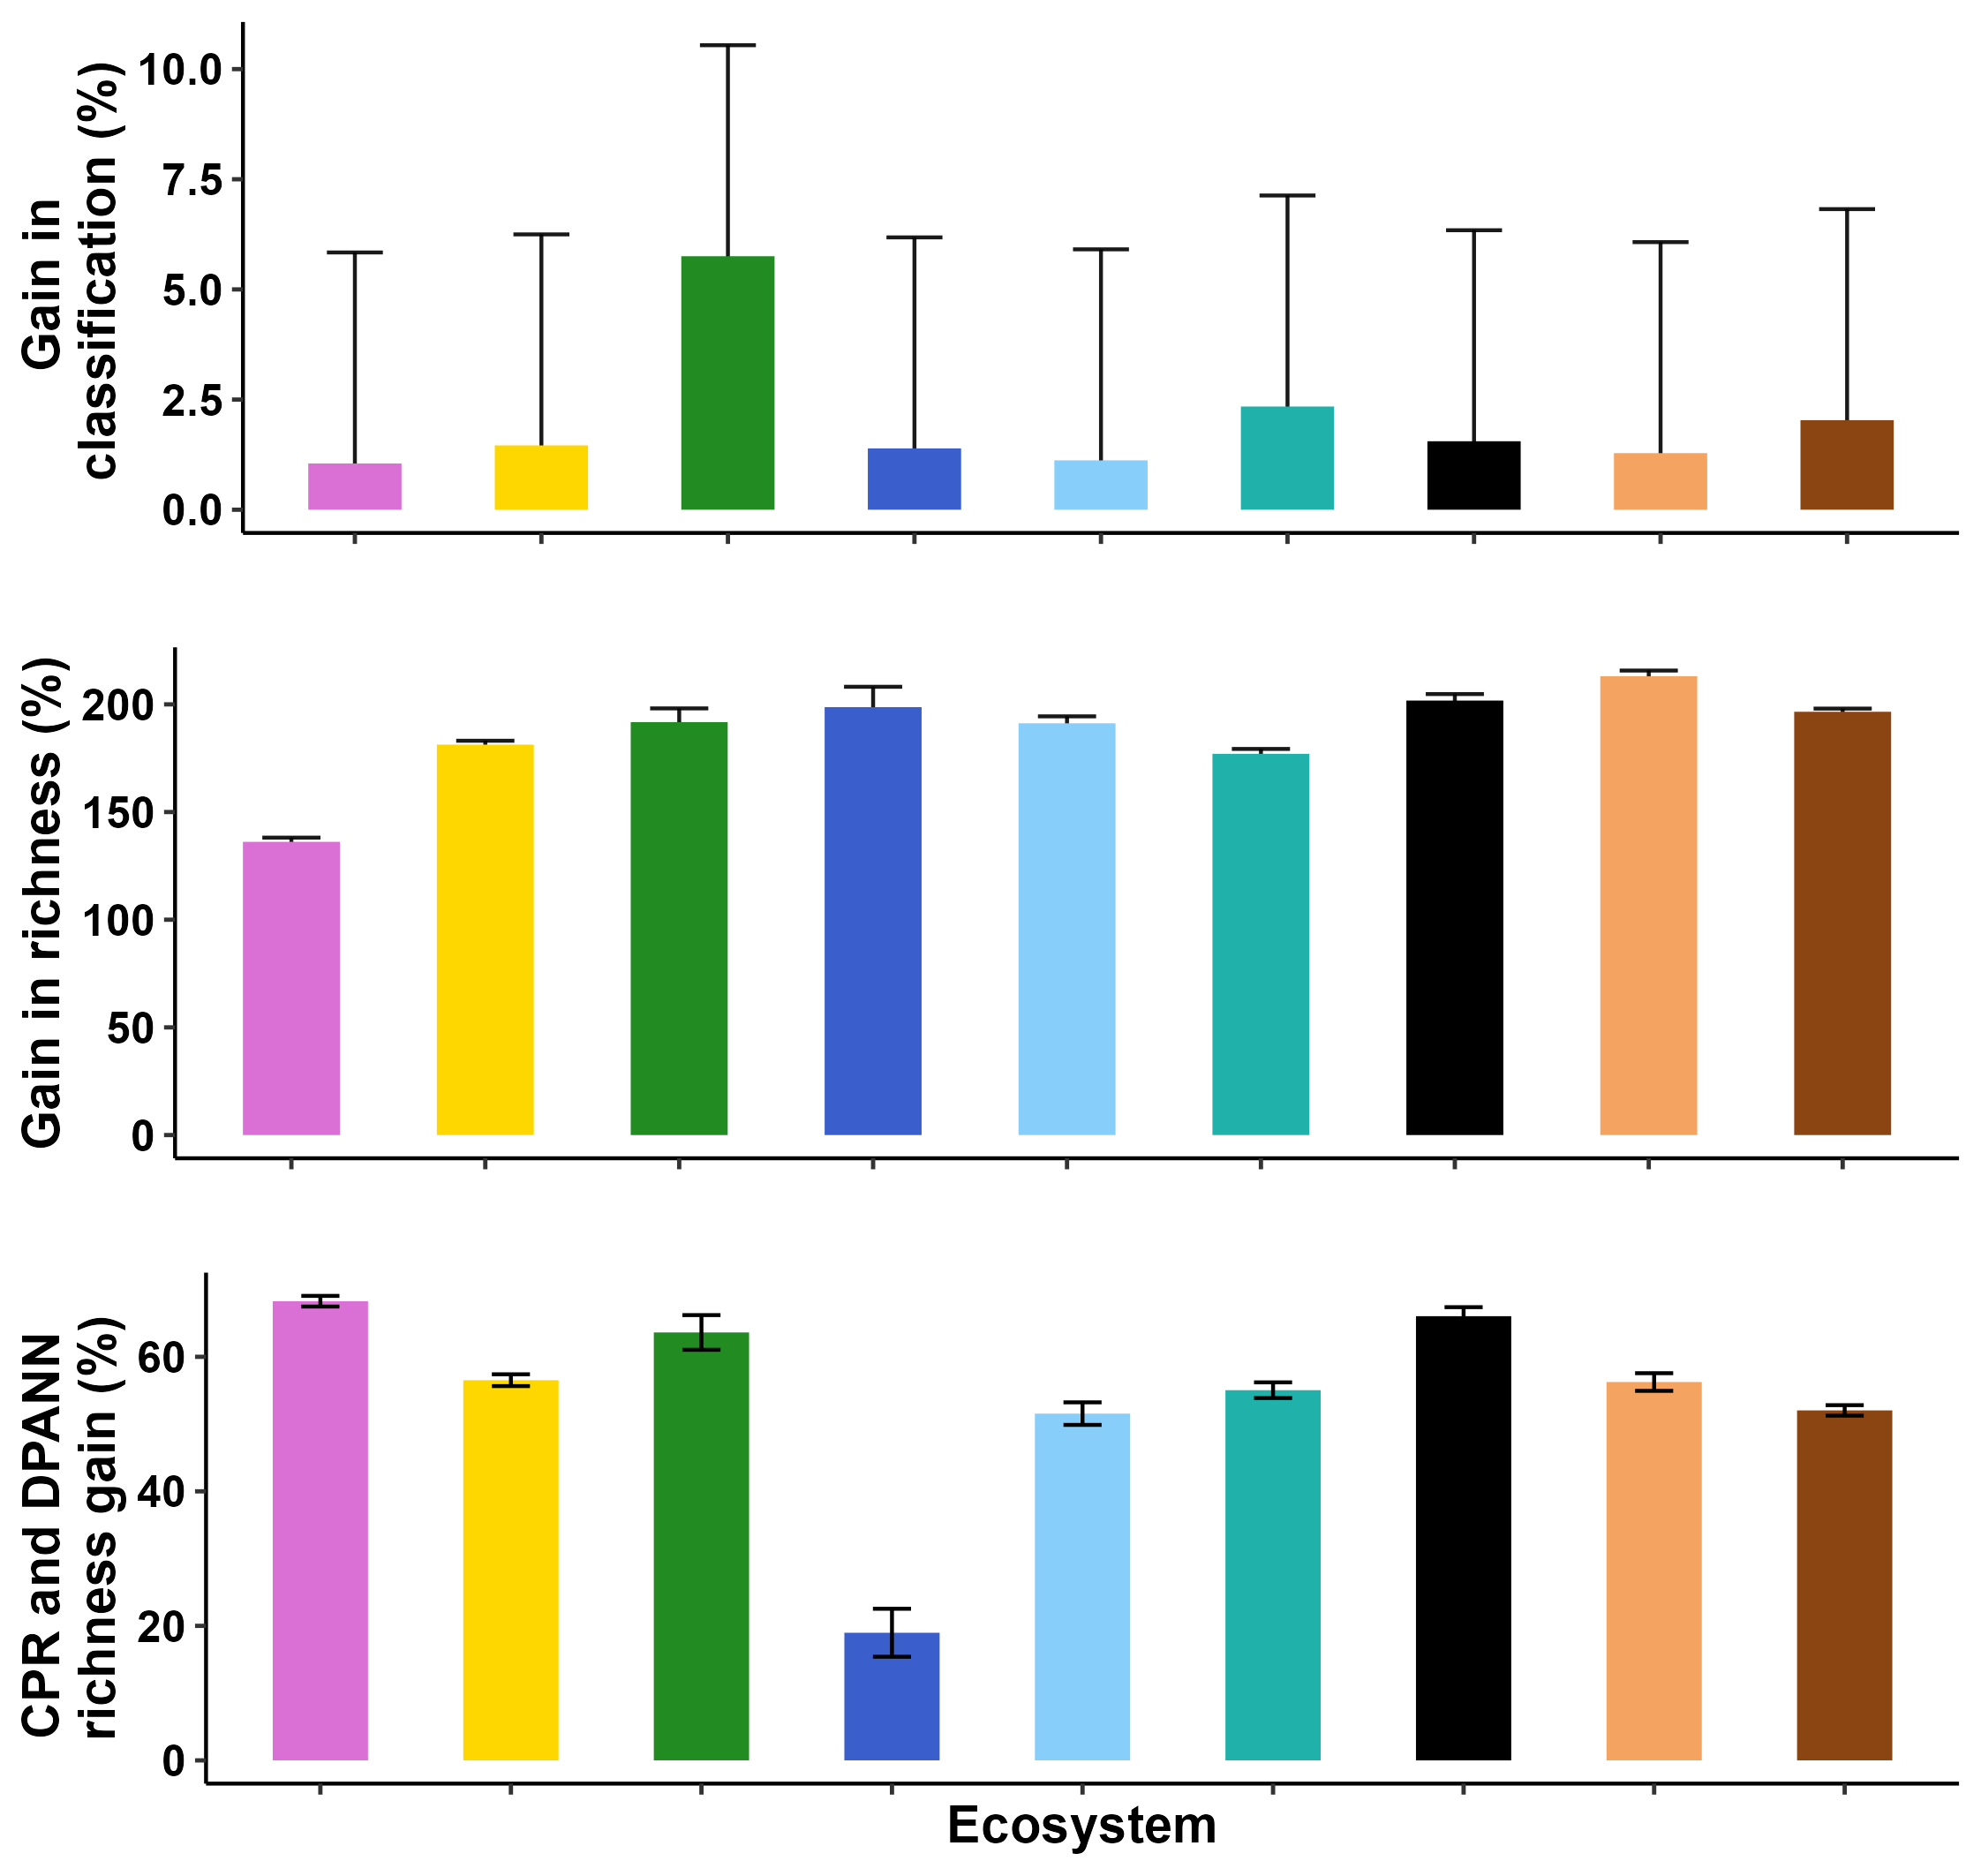 Gain in
classification (%)
10.0
7.5
5.0
2.5
0.0
Gain in richness (%)
200
150
100
50
0
CPR and DPANN
richness gain (%)
60
40
20
0
Ecosystem